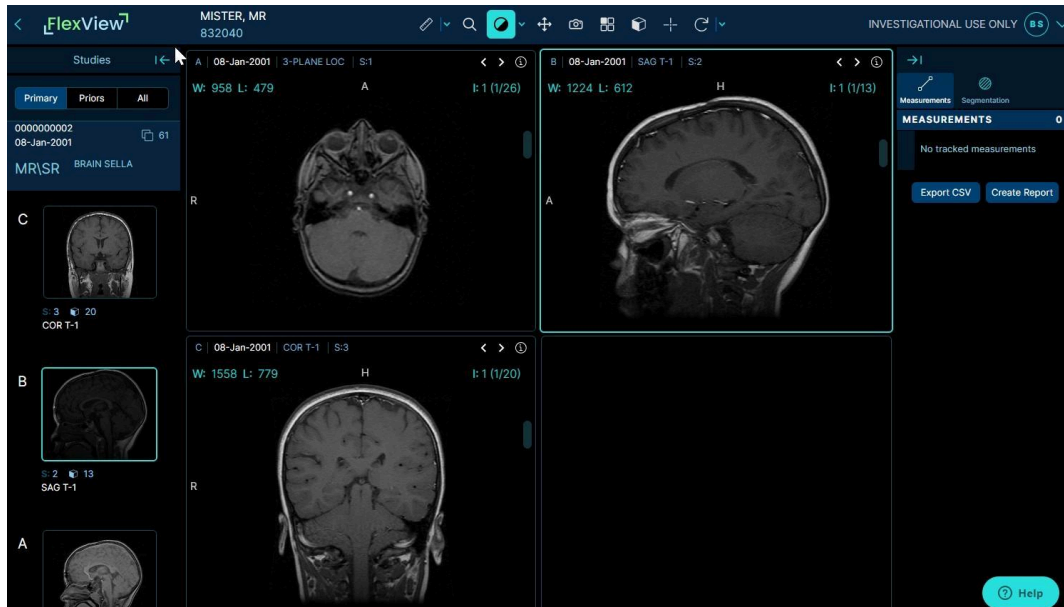 FlexView
MISTER, MR
832040
INVESTIGATIONAL USE ONLY BS
Studies
Primary Priors All
0000000002
08-Jan-2001
61
MR\SR BRAIN SELLA
C
S: 3 20
COR T-1
B
S: 2 13
SAG T-1
A
A 08-Jan-2001 3-PLANE LOC S:1
W: 958 L: 479 A I: 1 (1/26)
R
B 08-Jan-2001 SAG T-1 S:2
W: 1224 L: 612 H I: 1 (1/13)
A
C 08-Jan-2001 COR T-1 S:3
W: 1558 L: 779 H I: 1 (1/20)
R
Measurements Segmentation
MEASUREMENTS 0
No tracked measurements
Export CSV Create Report
Help